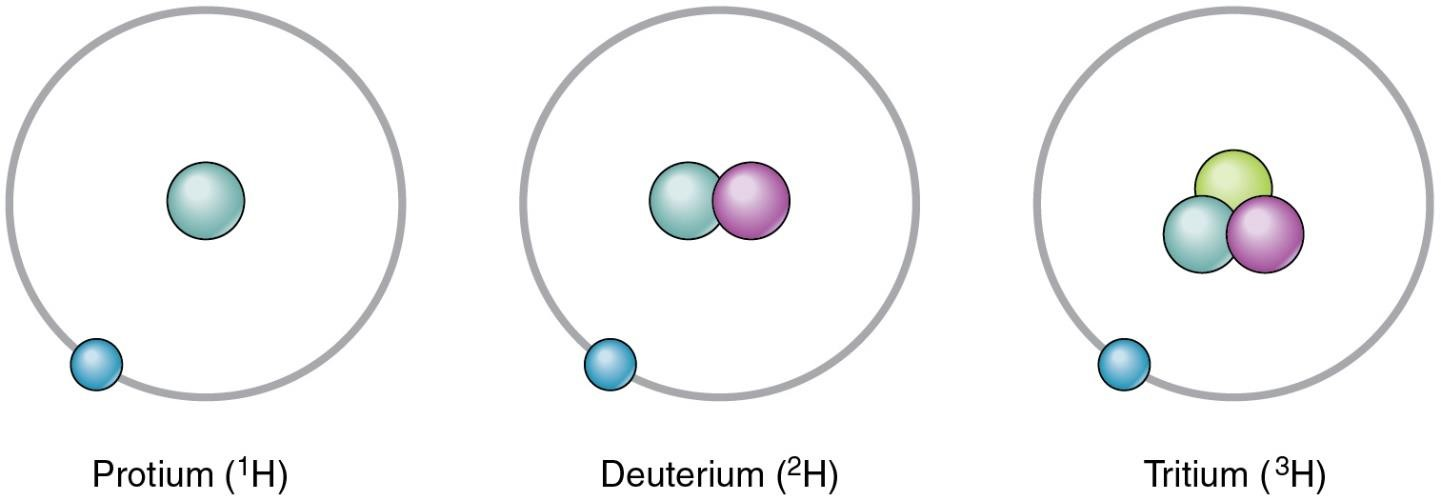 Protium (¹H)
Deuterium (²H)
Tritium (³H)